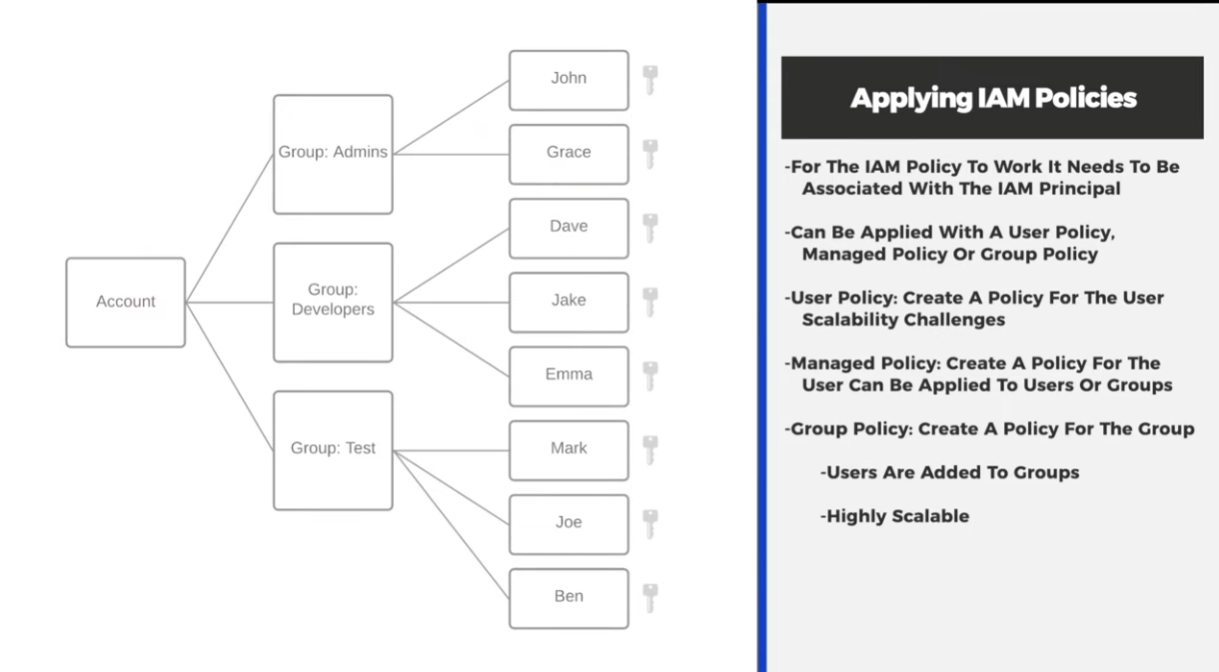 Account
Group: Admins
Group:
Developers
Group: Test
John
Grace
Dave
Jake
Emma
Mark
Joe
Ben
Applying IAM Policies
-For The IAM Policy To Work It Needs To Be
Associated With The IAM Principal
-Can Be Applied With A User Policy,
Managed Policy Or Group Policy
-User Policy: Create A Policy For The User
Scalability Challenges
-Managed Policy: Create A Policy For The
User Can Be Applied To Users Or Groups
-Group Policy: Create A Policy For The Group
-Users Are Added To Groups
-Highly Scalable